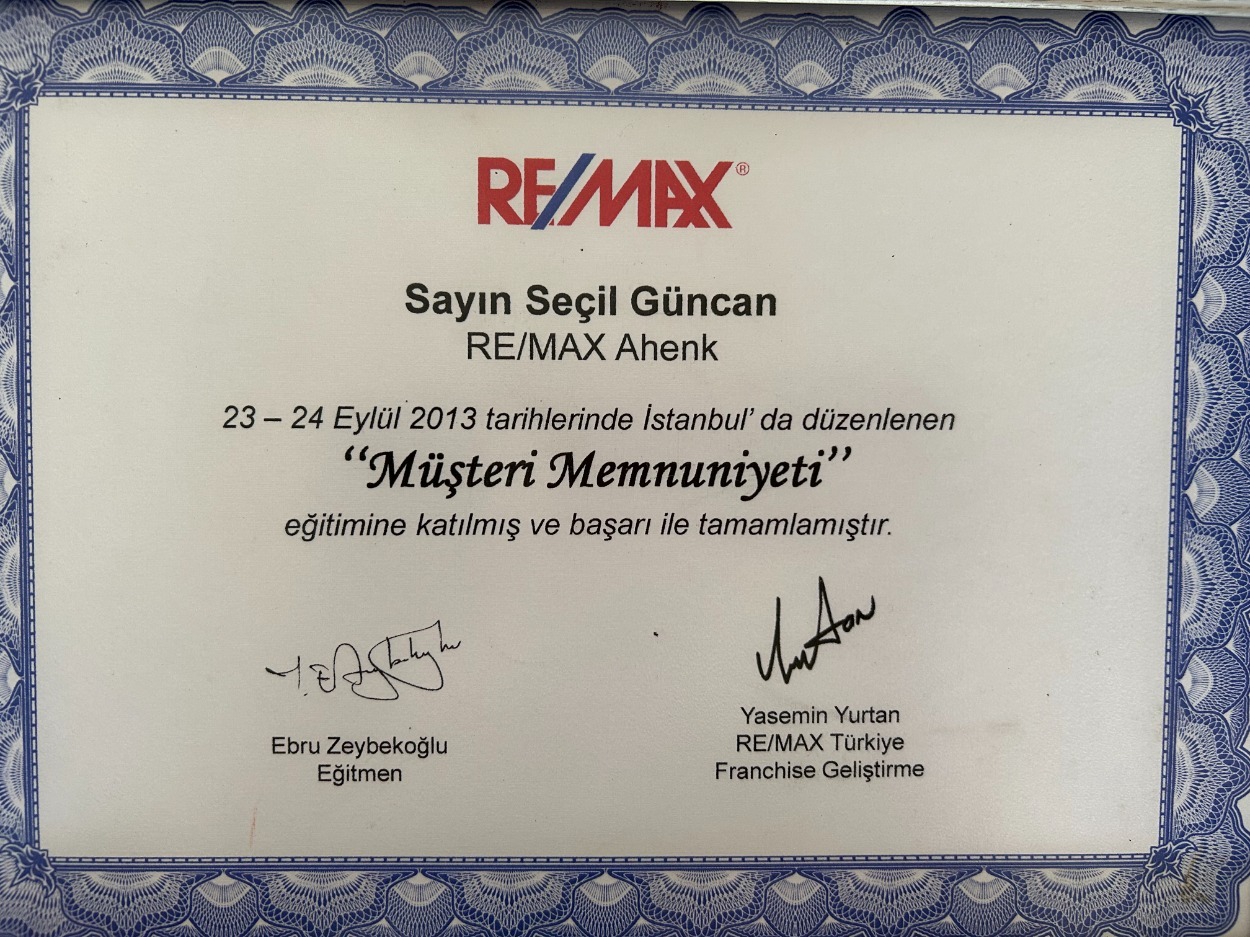 RE/MAX®
Sayın Seçil Güncan
RE/MAX Ahenk
23 – 24 Eylül 2013 tarihlerinde İstanbul’ da düzenlenen
“Müşteri Memnuniyeti”
eğitimine katılmış ve başarı ile tamamlamıştır.
Ebru Zeybekoğlu
Eğitmen
Yasemin Yurtan
RE/MAX Türkiye
Franchise Geliştirme